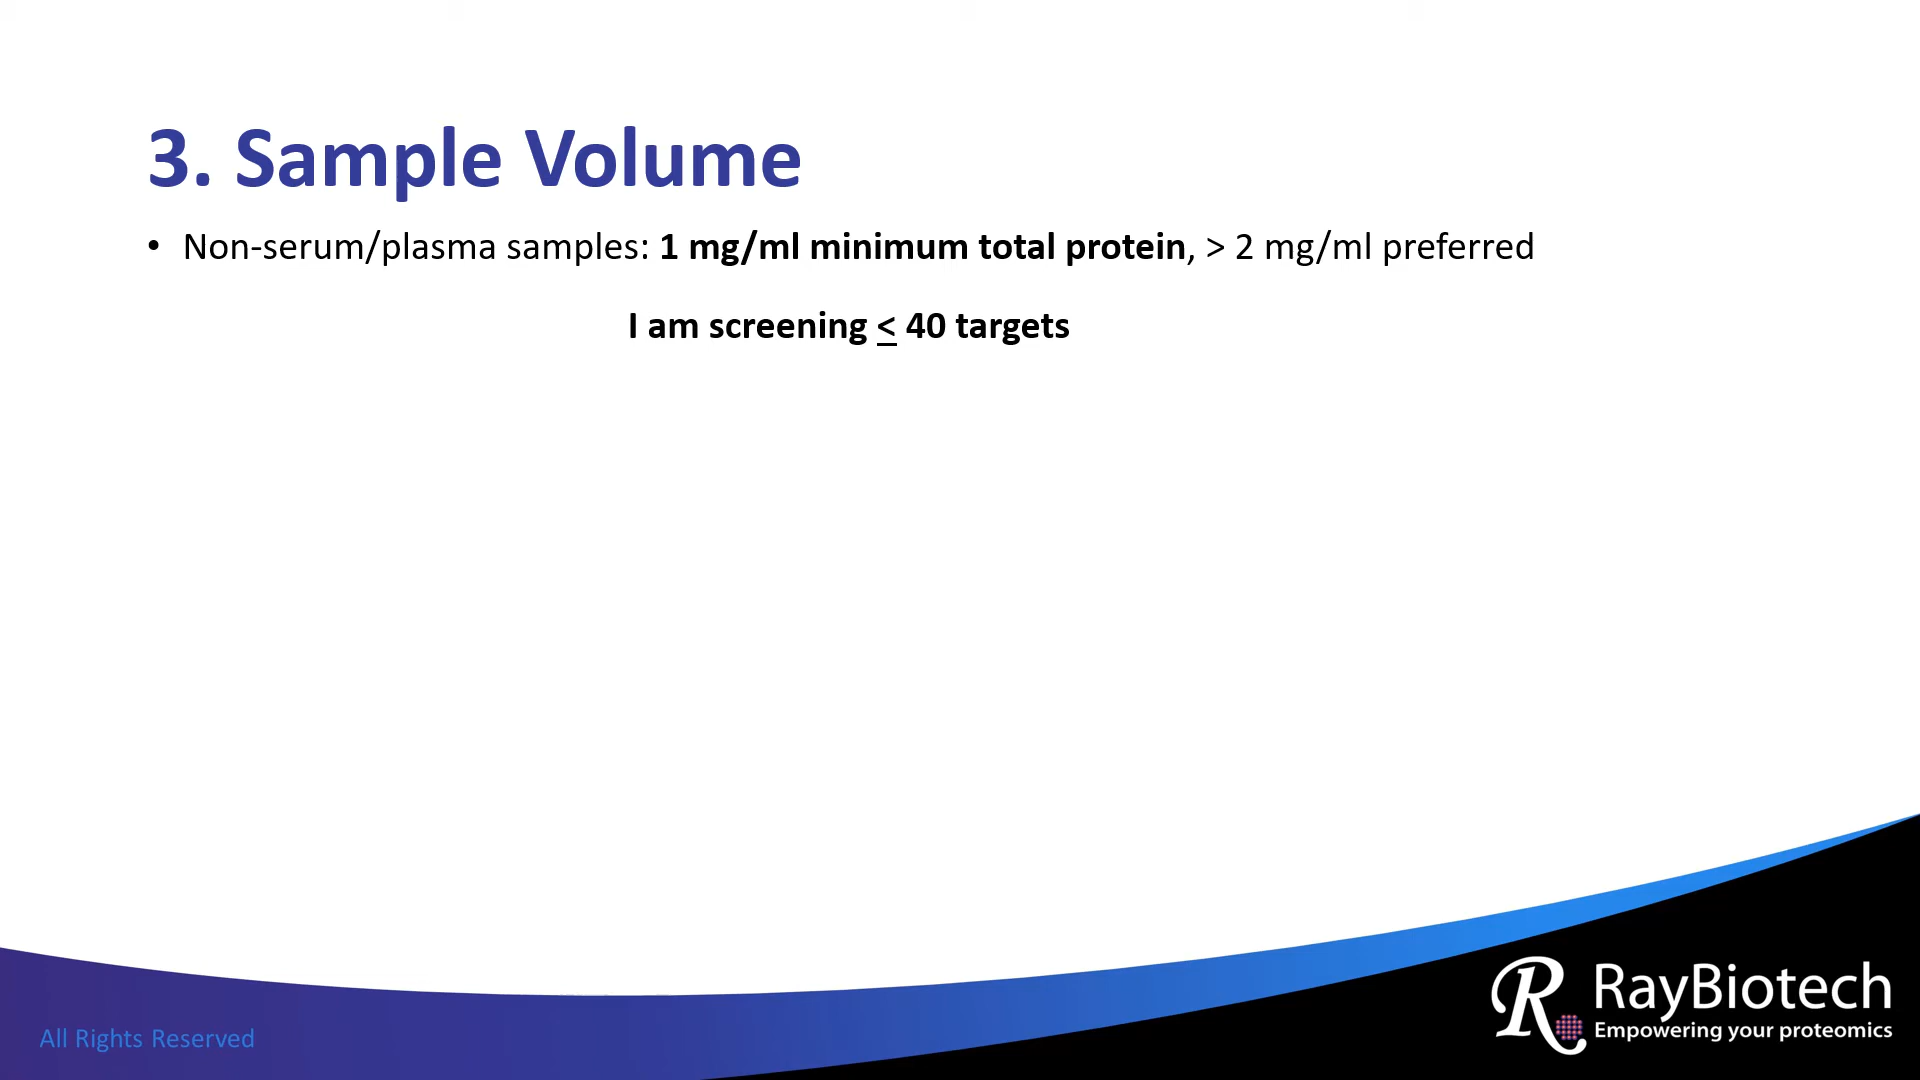 3. Sample Volume
• Non-serum/plasma samples: 1 mg/ml minimum total protein, > 2 mg/ml preferred
I am screening < 40 targets
RayBiotech
Empowering your proteomics
All Rights Reserved